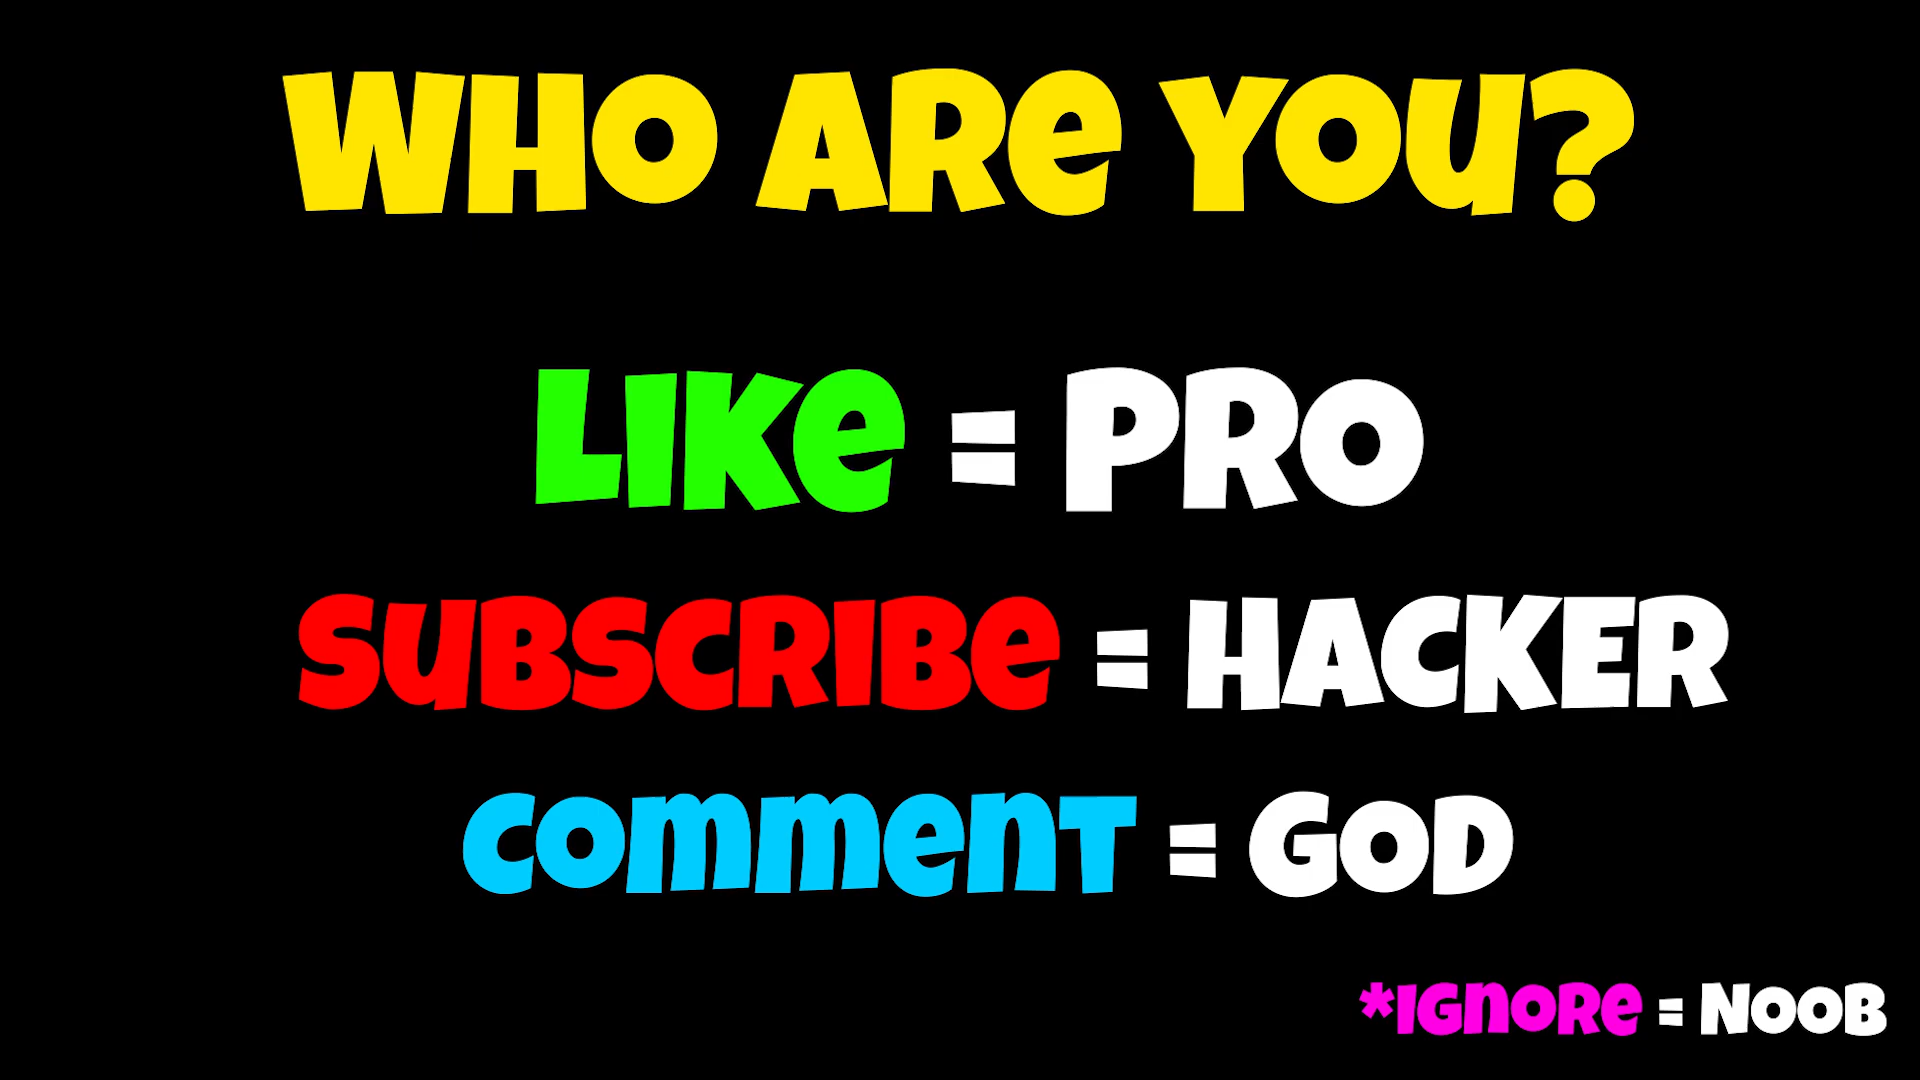 WHO ARe YOu?
LIKe = PRO
SuBSCRIBe = HACKER
COmmenT = GOD
*IGnORe = NOOB